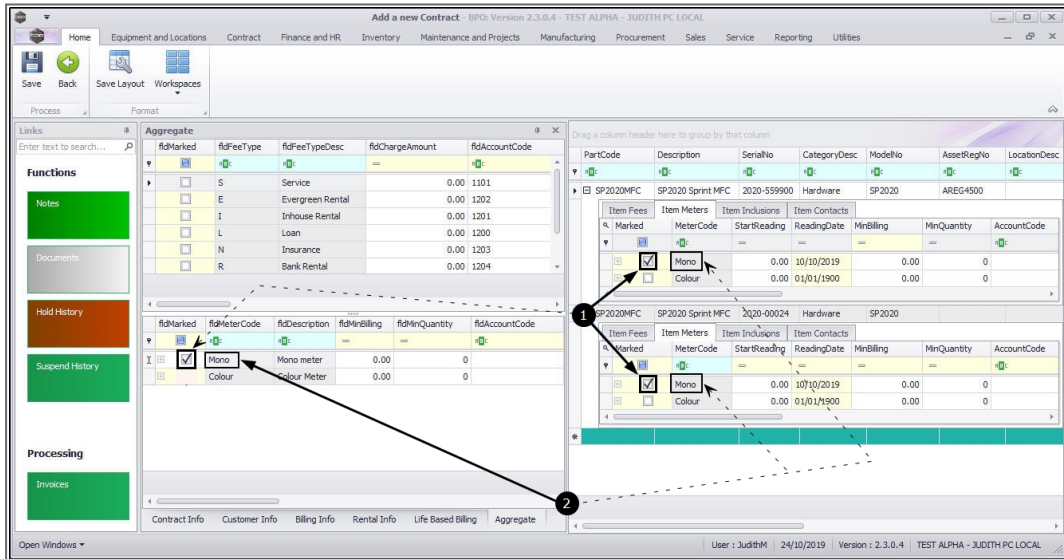 Add a new Contract - BPO: Version 2.3.0.4 - TEST ALPHA - JUDITH PC LOCAL
Home Equipment and Locations Contract Finance and HR Inventory Maintenance and Projects Manufacturing Procurement Sales Service Reporting Utilities
Save Back Save Layout Workspaces
Process Format
Links
Enter text to search...
Functions
Notes
Documents
Hold History
Suspend History
Processing
Invoices
Aggregate
fldMarked fldFeeType fldFeeTypeDesc fldChargeAmount fldAccountCode
S Service 0.00 1101
E Evergreen Rental 0.00 1202
I Inhouse Rental 0.00 1201
L Loan 0.00 1200
N Insurance 0.00 1203
R Bank Rental 0.00 1204
fldMarked fldMeterCode fldDescription fldMinBilling fldMinQuantity fldAccountCode
Mono Mono meter 0.00 0
Colour Colour Meter 0.00 0
Contract Info Customer Info Billing Info Rental Info Life Based Billing Aggregate
Drag a column header here to group by that column
PartCode Description SerialNo CategoryDesc ModelNo AssetRegNo LocationDesc
SP2020MFC SP2020 Sprint MFC 2020-559900 Hardware SP2020 AREG4500
Item Fees Item Meters Item Inclusions Item Contacts
Marked MeterCode StartReading ReadingDate MinBilling MinQuantity AccountCode
Mono 0.00 10/10/2019 0.00 0
Colour 0.00 01/01/1900 0.00 0
1
SP2020MFC SP2020 Sprint MFC 2020-00024 Hardware SP2020
Item Fees Item Meters Item Inclusions Item Contacts
Marked MeterCode StartReading ReadingDate MinBilling MinQuantity AccountCode
Mono 0.00 10/10/2019 0.00 0
Colour 0.00 01/01/1900 0.00 0
2
Open Windows User : JudithM 24/10/2019 Version : 2.3.0.4 TEST ALPHA - JUDITH PC LOCAL